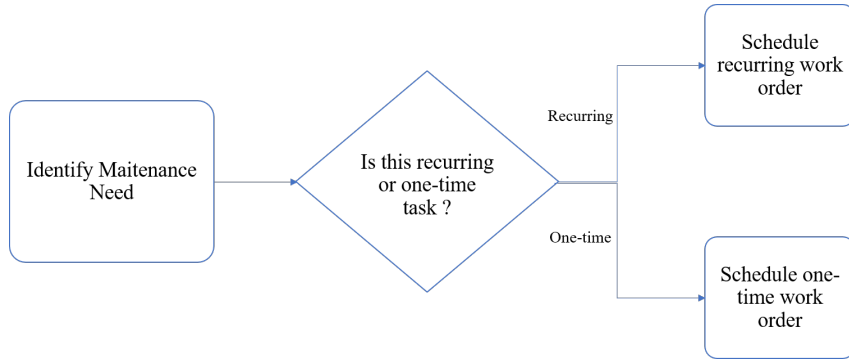 Identify Maitenance
Need
Is this recurring
or one-time
task ?
Recurring
One-time
Schedule
recurring work
order
Schedule one-
time work
order